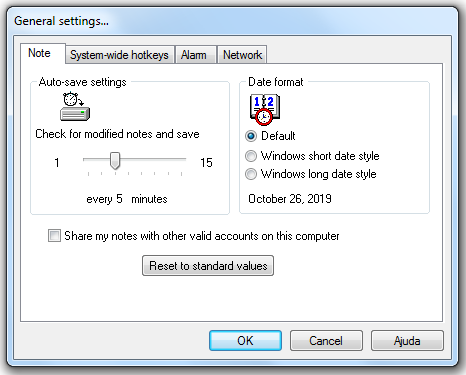 General settings...
Note System-wide hotkeys Alarm Network
Auto-save settings
Check for modified notes and save
1 15
every 5 minutes
Date format
1 2
Default
Windows short date style
Windows long date style
October 26, 2019
Share my notes with other valid accounts on this computer
Reset to standard values
OK Cancel Ajuda